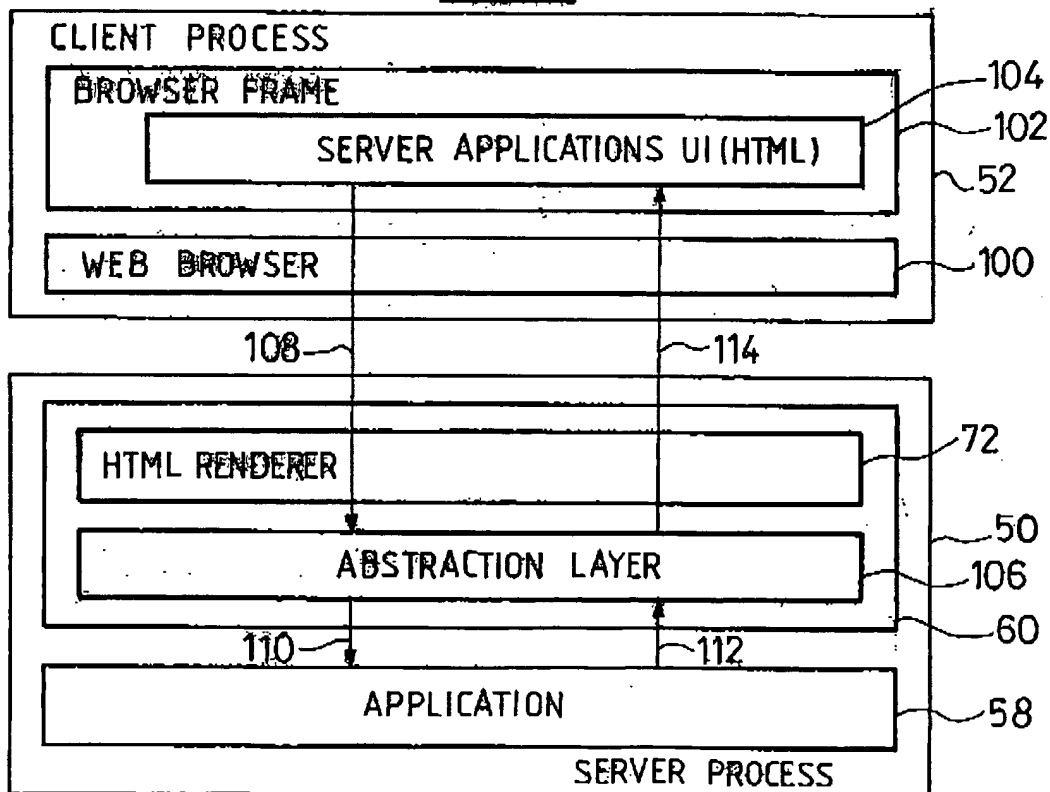 CLIENT PROCESS
BROWSER FRAME
104
SERVER APPLICATIONS UI (HTML)
102
52
WEB BROWSER
100
108
114
HTML RENDERER
72
50
ABSTRACTION LAYER
106
60
110
112
APPLICATION
58
SERVER PROCESS